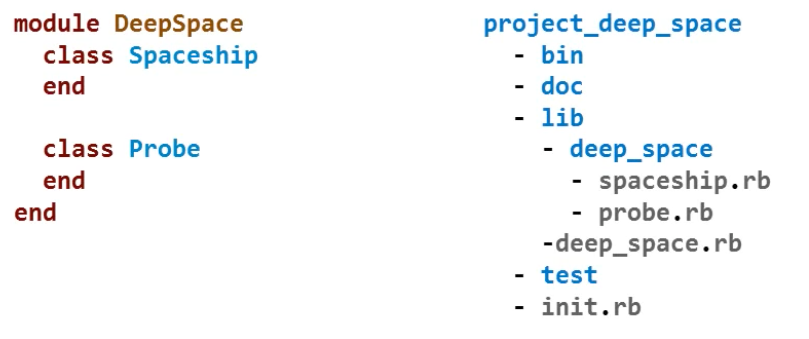 module DeepSpace
  class Spaceship
  end

  class Probe
  end
end

project_deep_space
  - bin
  - doc
  - lib
    - deep_space
      - spaceship.rb
      - probe.rb
    -deep_space.rb
  - test
  - init.rb